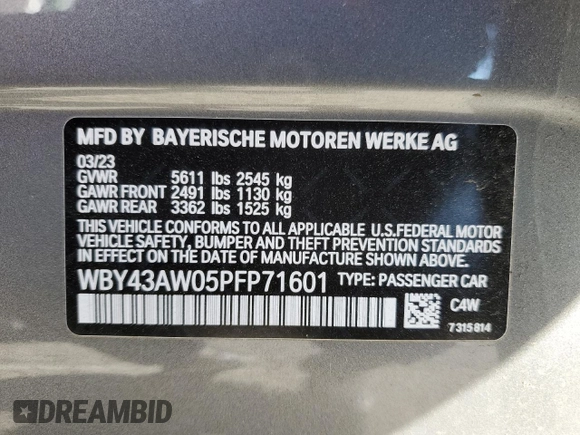 MFD BY BAYERISCHE MOTOREN WERKE AG
03/23
GVWR 5611 lbs 2545 kg
GAWR FRONT 2491 lbs 1130 kg
GAWR REAR 3362 lbs 1525 kg
THIS VEHICLE CONFORMS TO ALL APPLICABLE U.S.FEDERAL MOTOR
VEHICLE SAFETY, BUMPER AND THEFT PREVENTION STANDARDS
IN EFFECT ON THE DATE OF MANUFACTURE SHOWN ABOVE.
WBY43AW05PFP71601 TYPE: PASSENGER CAR
C4W
7315814
DREAMBID